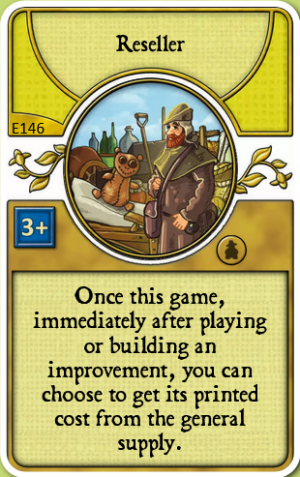 Reseller
E146
3+
Once this game,
immediately after playing
or building an
improvement, you can
choose to get its printed
cost from the general
supply.